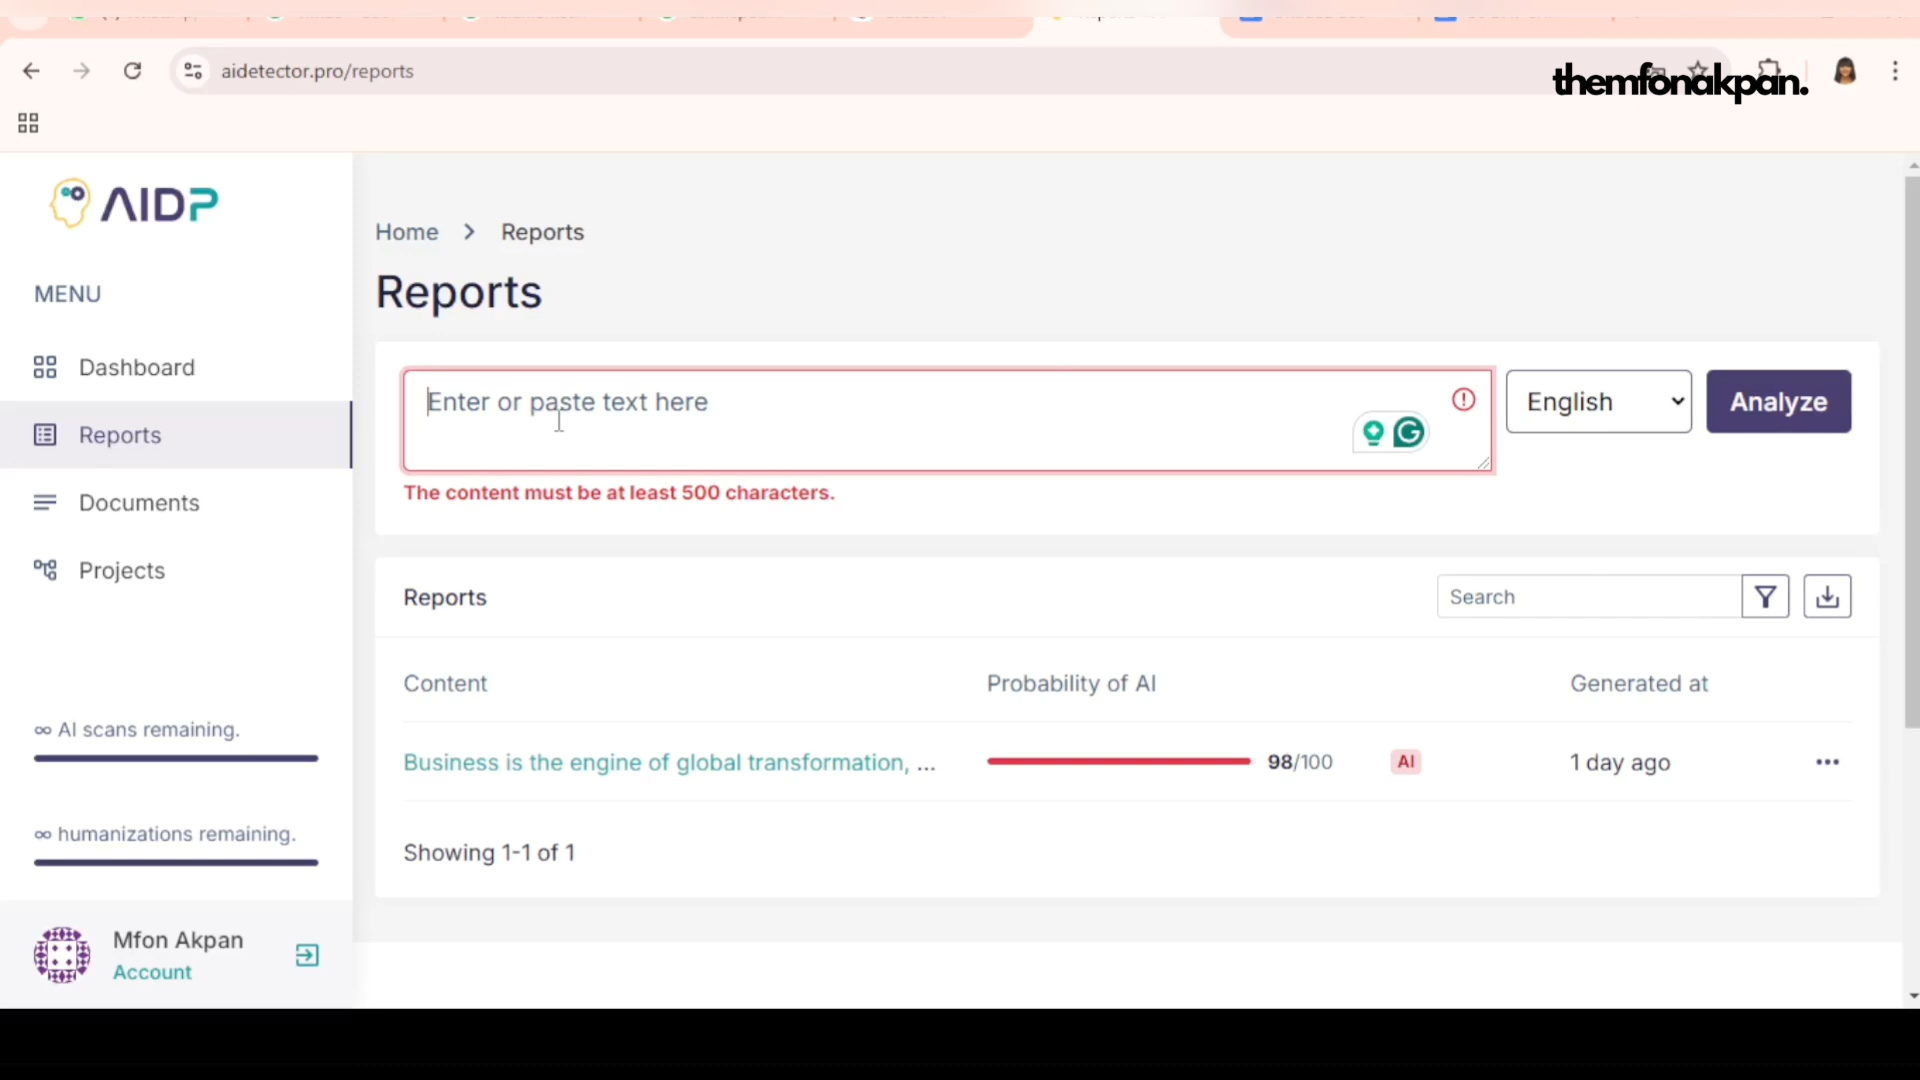 aidetector.pro/reports
themfonakpan.
AIDP
MENU
Dashboard
Reports
Documents
Projects
∞ AI scans remaining.
∞ humanizations remaining.
Mfon Akpan
Account
Home > Reports
Reports
Enter or paste text here
English
Analyze
The content must be at least 500 characters.
Reports
Search
Content Probability of AI Generated at
Business is the engine of global transformation, ... 98/100 AI 1 day ago
Showing 1-1 of 1